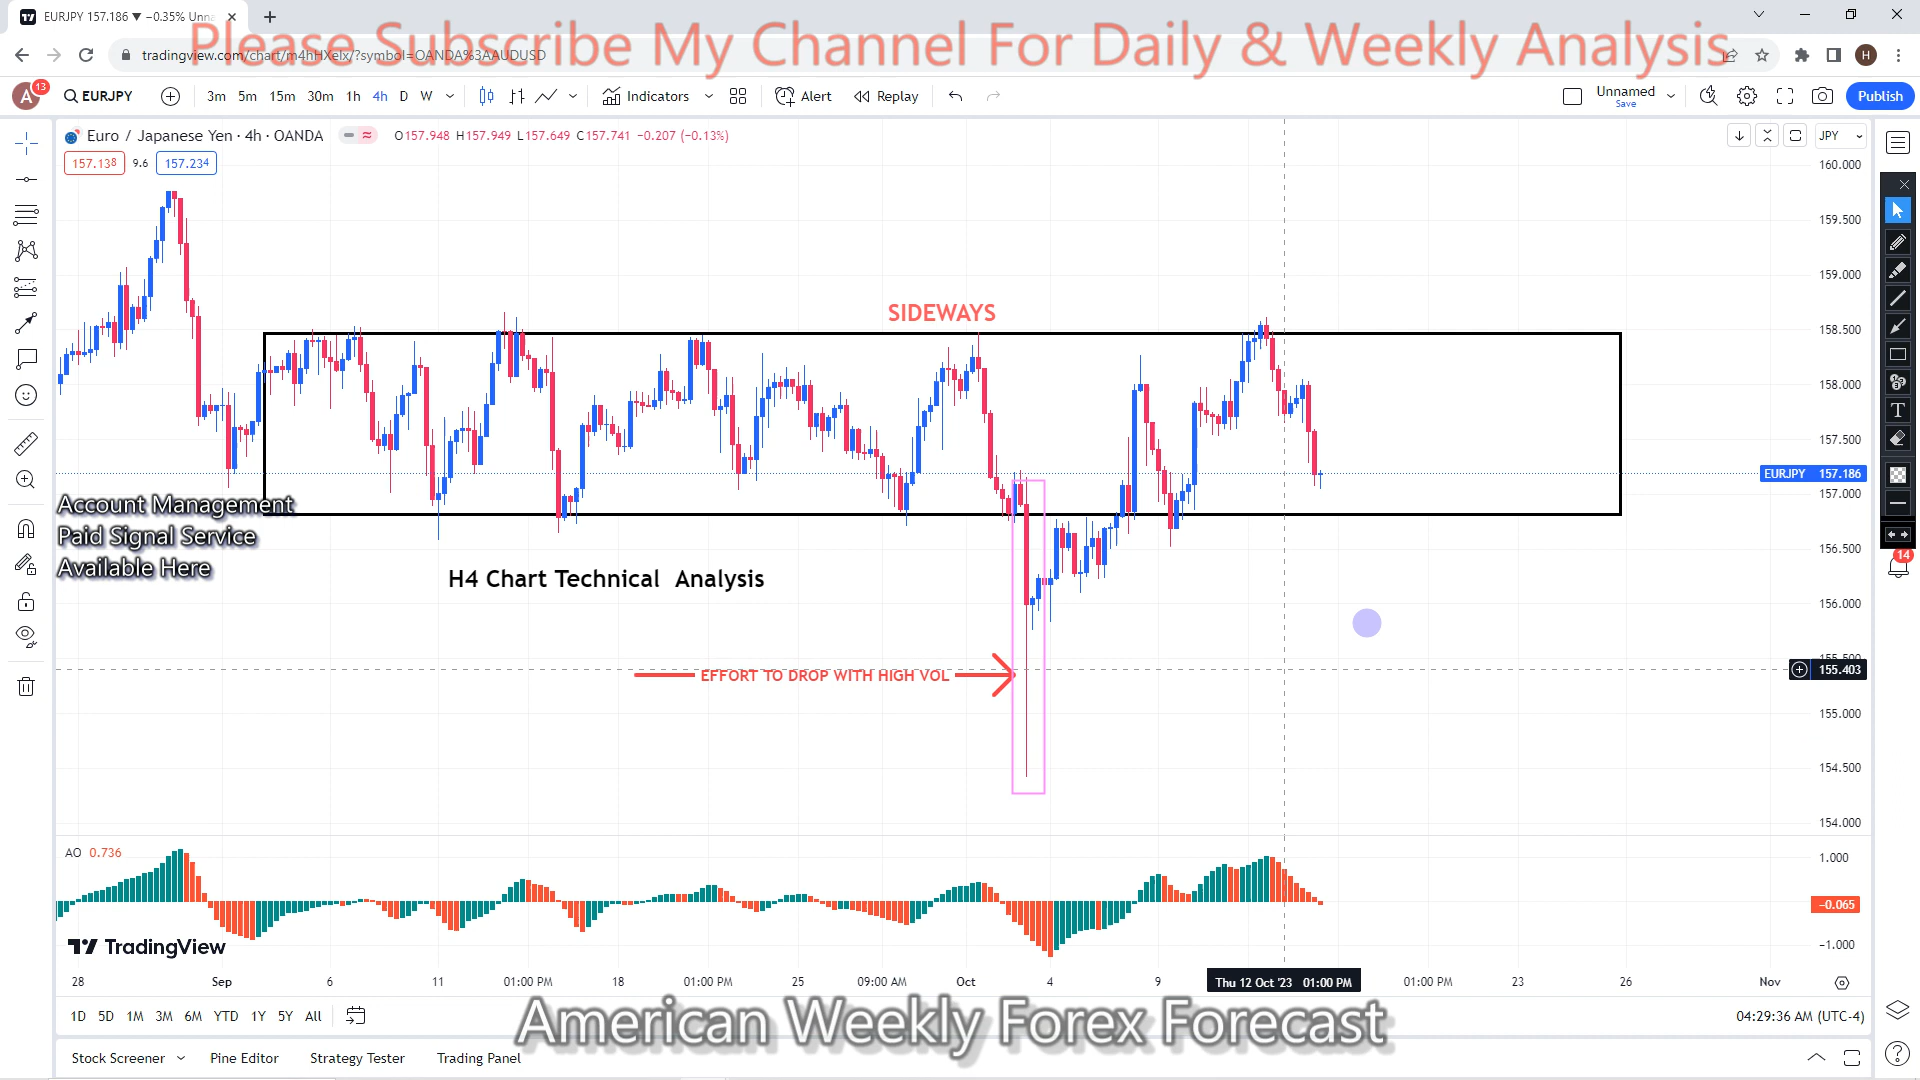 EURJPY 157.186 ▼ −0.35% Unna
Please Subscribe My Channel For Daily & Weekly Analysis
tradingview.com/chart/m4hHXelx/?symbol=OANDA%3AAUDUSD
H
A 13 EURJPY 3m 5m 15m 30m 1h 4h D W Indicators Alert Replay Unnamed Save Publish
Euro / Japanese Yen · 4h · OANDA O157.948 H157.949 L157.649 C157.741 −0.207 (−0.13%) JPY
157.138 9.6 157.234
160.000
159.500
159.000
SIDEWAYS
158.500
158.000
157.500
EURJPY 157.186
157.000
Account Management
Paid Signal Service
Available Here
156.500
14
H4 Chart Technical Analysis
156.000
155.500
155.403
EFFORT TO DROP WITH HIGH VOL
155.000
154.500
154.000
AO 0.736
1.000
−0.065
−1.000
TradingView
28 Sep 6 11 01:00 PM 18 01:00 PM 25 09:00 AM Oct 4 9 Thu 12 Oct '23 01:00 PM 01:00 PM 23 26 Nov
1D 5D 1M 3M 6M YTD 1Y 5Y All 04:29:36 AM (UTC-4)
American Weekly Forex Forecast
Stock Screener Pine Editor Strategy Tester Trading Panel